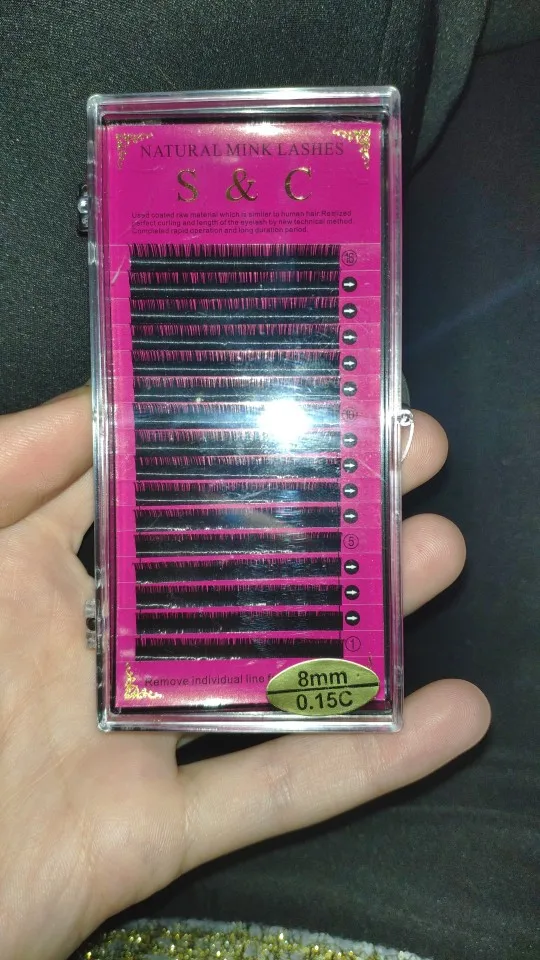 NATURAL MINK LASHES
S & C
Used coated raw material which is similar to human hair.Realized
perfect curling and length of the eyelash by new technical method
Completed rapid operation and long duration period.
16
5
1
Remove individual line
8mm
0.15C